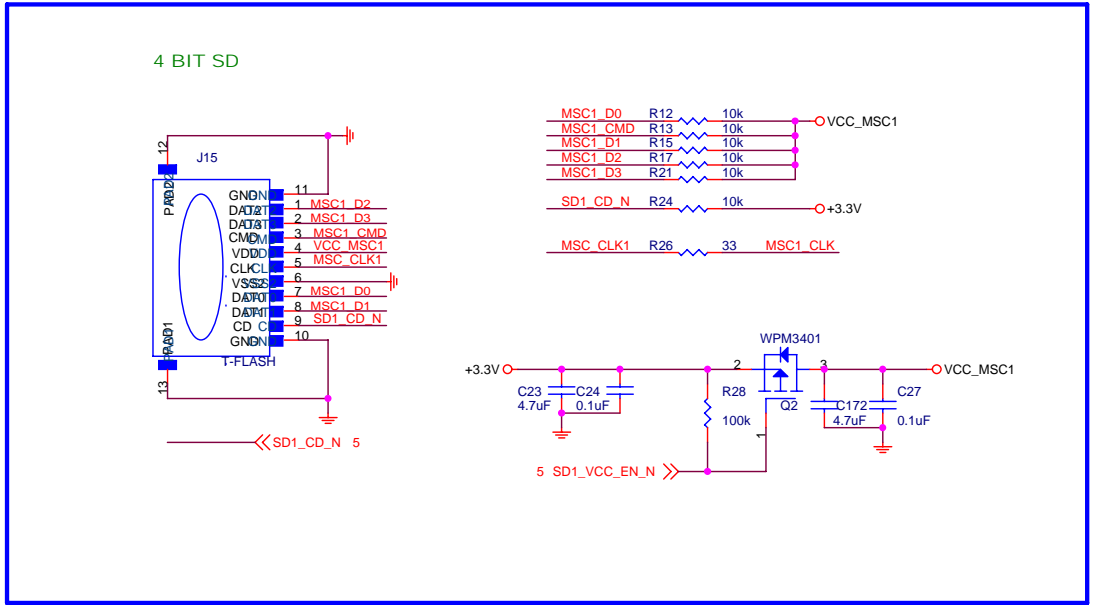 4 BIT SD
12
J15
PAD2
GND 11
DAT2 1 MSC1_D2
DAT3 2 MSC1_D3
CMD 3 MSC1_CMD
VDD 4 VCC_MSC1
CLK 5 MSC_CLK1
VSS2 6
DAT0 7 MSC1_D0
DAT1 8 MSC1_D1
CD 9 SD1_CD_N
GND 10
PAD1
T-FLASH
13
SD1_CD_N 5
MSC1_D0 R12 10k VCC_MSC1
MSC1_CMD R13 10k
MSC1_D1 R15 10k
MSC1_D2 R17 10k
MSC1_D3 R21 10k
SD1_CD_N R24 10k +3.3V
MSC_CLK1 R26 33 MSC1_CLK
WPM3401
+3.3V 2 3 VCC_MSC1
C23 C24 R28 Q2 C172 C27
4.7uF 0.1uF 100k 4.7uF 0.1uF
1
5 SD1_VCC_EN_N